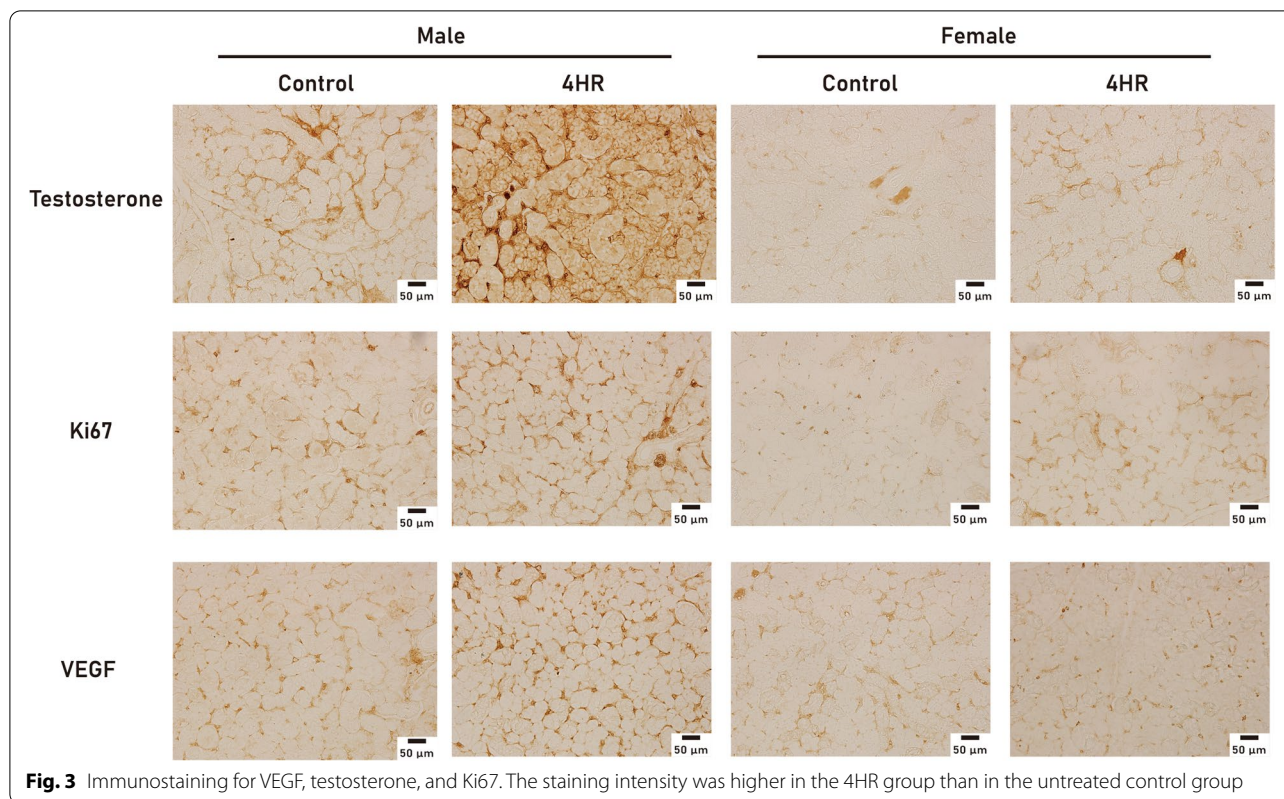 Male Female
Control 4HR Control 4HR
Testosterone
50 µm 50 µm 50 µm 50 µm
Ki67
50 µm 50 µm 50 µm 50 µm
VEGF
50 µm 50 µm 50 µm 50 µm
Fig. 3 Immunostaining for VEGF, testosterone, and Ki67. The staining intensity was higher in the 4HR group than in the untreated control group